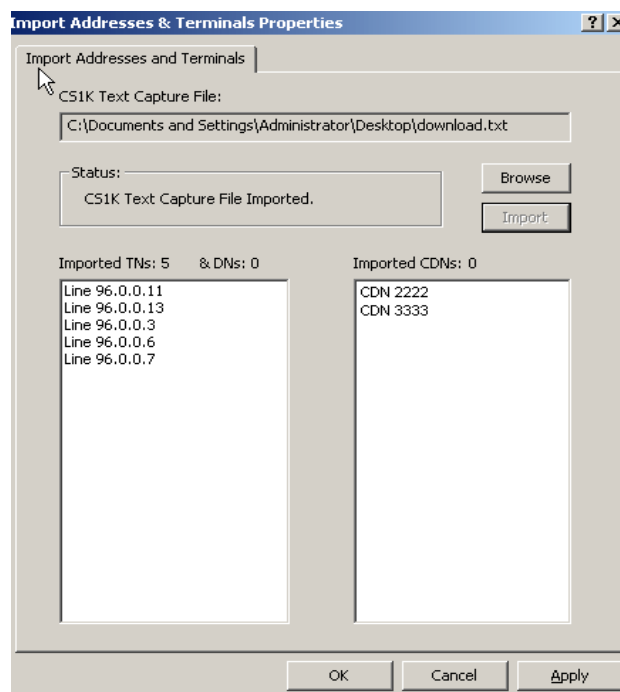 Import Addresses & Terminals Properties
Import Addresses and Terminals
CS1K Text Capture File:
C:\Documents and Settings\Administrator\Desktop\download.txt
Status:
CS1K Text Capture File Imported.
Browse
Import
Imported TNs: 5 & DNs: 0
Line 96.0.0.11
Line 96.0.0.13
Line 96.0.0.3
Line 96.0.0.6
Line 96.0.0.7
Imported CDNs: 0
CDN 2222
CDN 3333
OK Cancel Apply